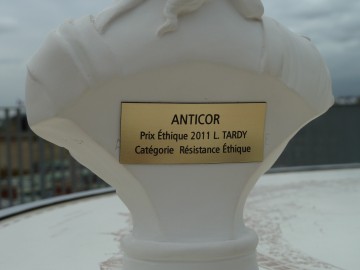 ANTICOR
Prix Éthique 2011 L. TARDY
Catégorie Résistance Éthique